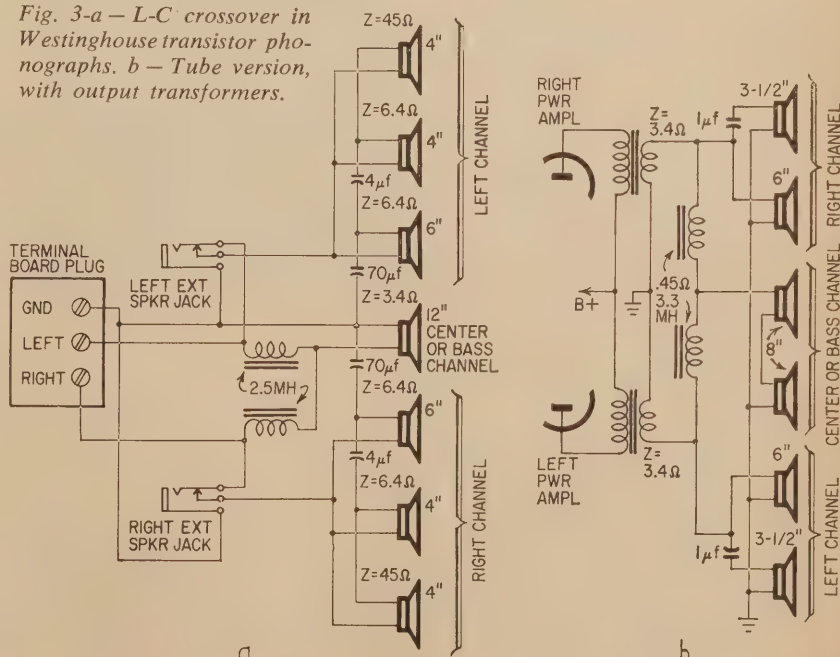 Fig. 3-a — L-C crossover in
Westinghouse transistor pho-
nographs. b — Tube version,
with output transformers.
Z=45Ω
4"
Z=6.4Ω
4"
4μf
Z=6.4Ω
6"
LEFT CHANNEL
TERMINAL
BOARD PLUG
GND
LEFT
RIGHT
LEFT EXT
SPKR JACK
70μf
Z=3.4Ω
12"
CENTER
OR BASS
CHANNEL
2.5MH
70μf
Z=6.4Ω
6"
4μf
Z=6.4Ω
4"
RIGHT EXT
SPKR JACK
Z=45Ω
4"
RIGHT CHANNEL
a
RIGHT
PWR
AMPL
Z=
3.4Ω
1μf
3-1/2"
6"
RIGHT CHANNEL
B+
.45Ω
3.3
MH
8"
CENTER OR BASS CHANNEL
LEFT
PWR
AMPL
Z=
3.4Ω
6"
1μf
3-1/2"
LEFT CHANNEL
b